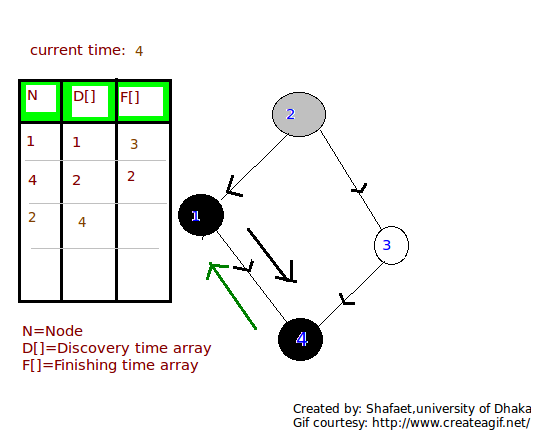 current time: 4
N D[] F[]
1 1 3
4 2 2
2 4
2
1
3
4
N=Node
D[]=Discovery time array
F[]=Finishing time array
Created by: Shafaet,university of Dhaka
Gif courtesy: http://www.createagif.net/